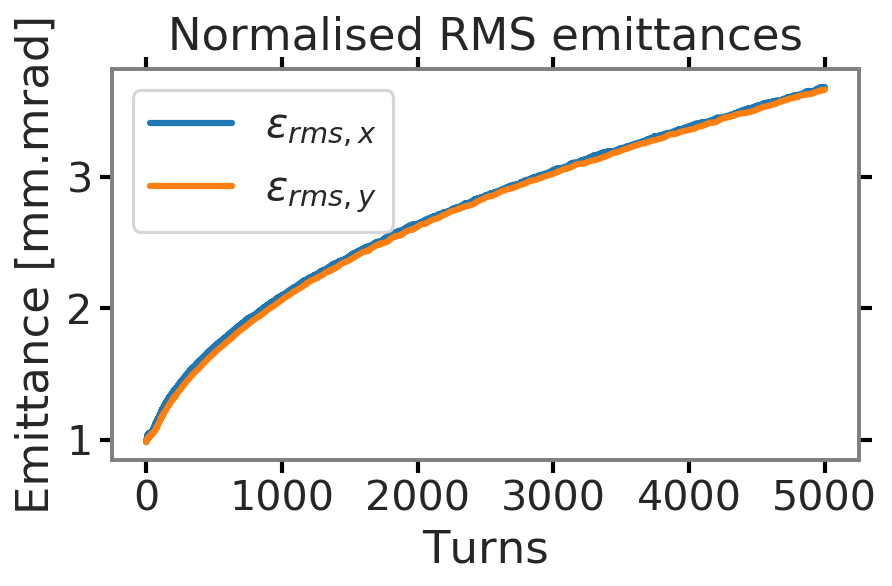 Normalised RMS emittances
Emittance [mm.mrad]
3
2
1
ε_{rms, x}
ε_{rms, y}
0 1000 2000 3000 4000 5000
Turns